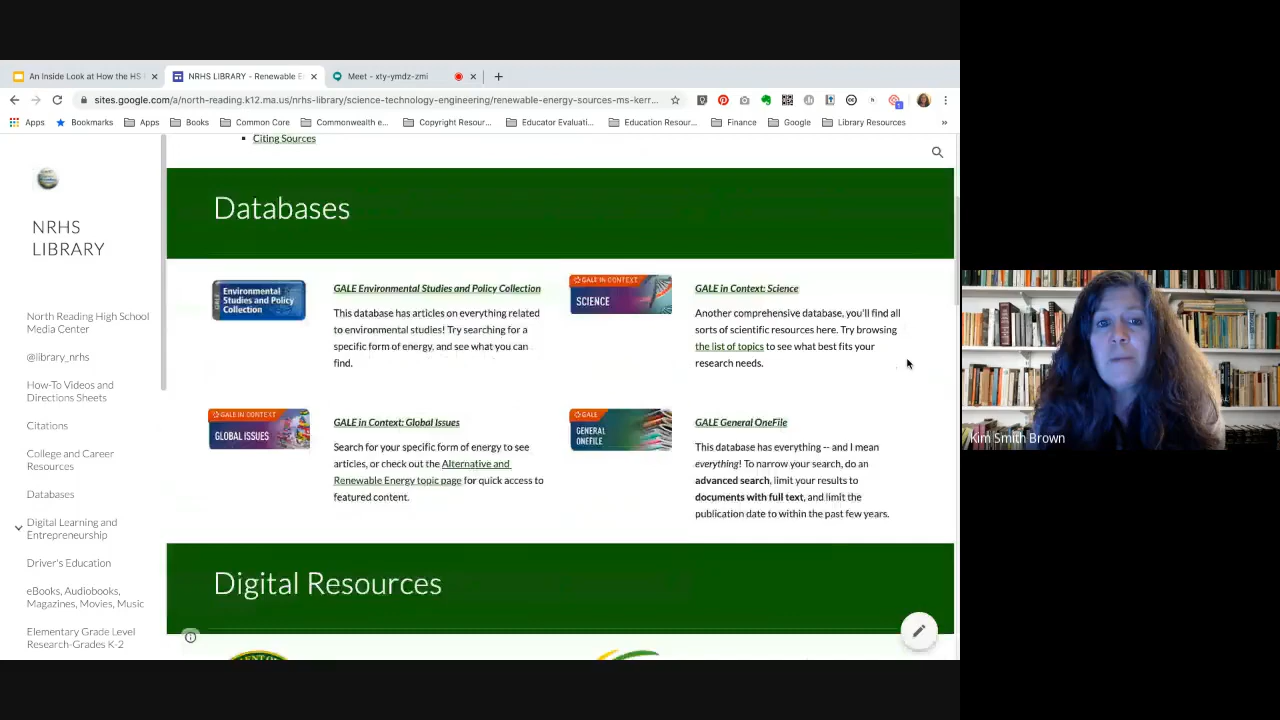 An Inside Look at How the HS
NRHS LIBRARY - Renewable E
Meet - xty-ymdz-zmi
sites.google.com/a/north-reading.k12.ma.us/nrhs-library/science-technology-engineering/renewable-energy-sources-ms-kerr...
Apps
Bookmarks
Apps
Books
Common Core
Commonwealth e...
Copyright Resour...
Educator Evaluati...
Education Resour...
Finance
Google
Library Resources
»
Citing Sources
NRHS
LIBRARY
North Reading High School
Media Center
@library_nrhs
How-To Videos and
Directions Sheets
Citations
College and Career
Resources
Databases
Digital Learning and
Entrepreneurship
Driver's Education
eBooks, Audiobooks,
Magazines, Movies, Music
Elementary Grade Level
Research-Grades K-2
Databases
GALE
Environmental
Studies and Policy
Collection
GALE Environmental Studies and Policy Collection
This database has articles on everything related
to environmental studies! Try searching for a
specific form of energy, and see what you can
find.
GALE IN CONTEXT
SCIENCE
GALE in Context: Science
Another comprehensive database, you'll find all
sorts of scientific resources here. Try browsing
the list of topics to see what best fits your
research needs.
GALE IN CONTEXT
GLOBAL ISSUES
GALE in Context: Global Issues
Search for your specific form of energy to see
articles, or check out the Alternative and
Renewable Energy topic page for quick access to
featured content.
GALE
GENERAL
ONEFILE
GALE General OneFile
This database has everything -- and I mean
everything! To narrow your search, do an
advanced search, limit your results to
documents with full text, and limit the
publication date to within the past few years.
Digital Resources
Kim Smith Brown